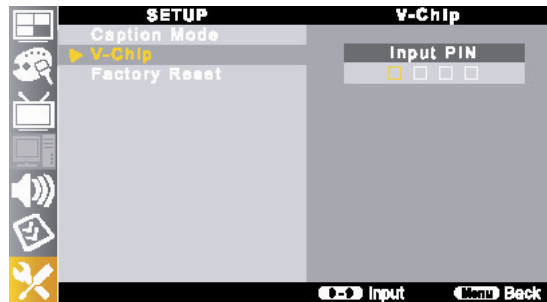 SETUP
V-Chip
Caption Mode
V-Chip
Factory Reset
Input PIN
0-9 Input
Menu Back